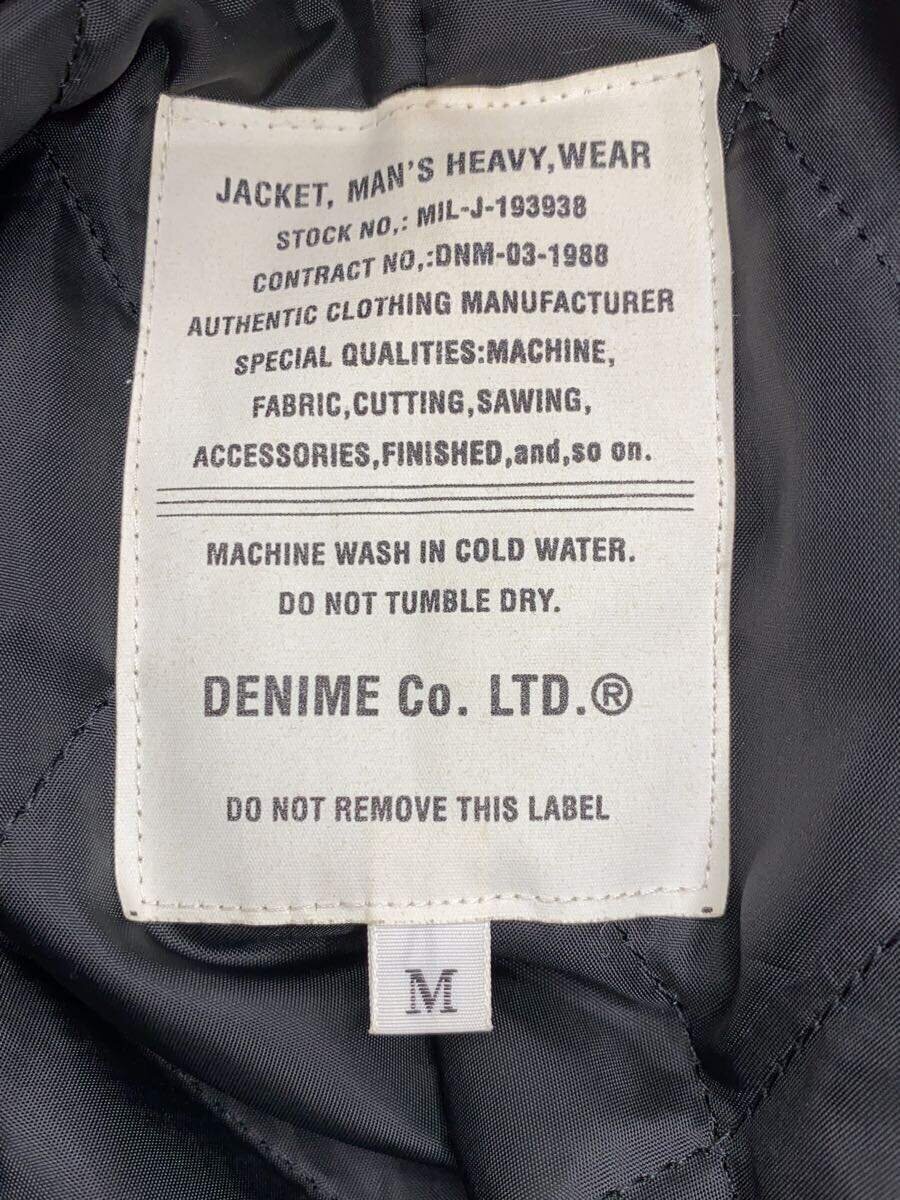 JACKET, MAN'S HEAVY,WEAR
STOCK NO,: MIL-J-193938
CONTRACT NO,:DNM-03-1988
AUTHENTIC CLOTHING MANUFACTURER
SPECIAL QUALITIES:MACHINE,
FABRIC,CUTTING,SAWING,
ACCESSORIES,FINISHED,and,so on.
MACHINE WASH IN COLD WATER.
DO NOT TUMBLE DRY.
DENIME Co. LTD.®
DO NOT REMOVE THIS LABEL
M